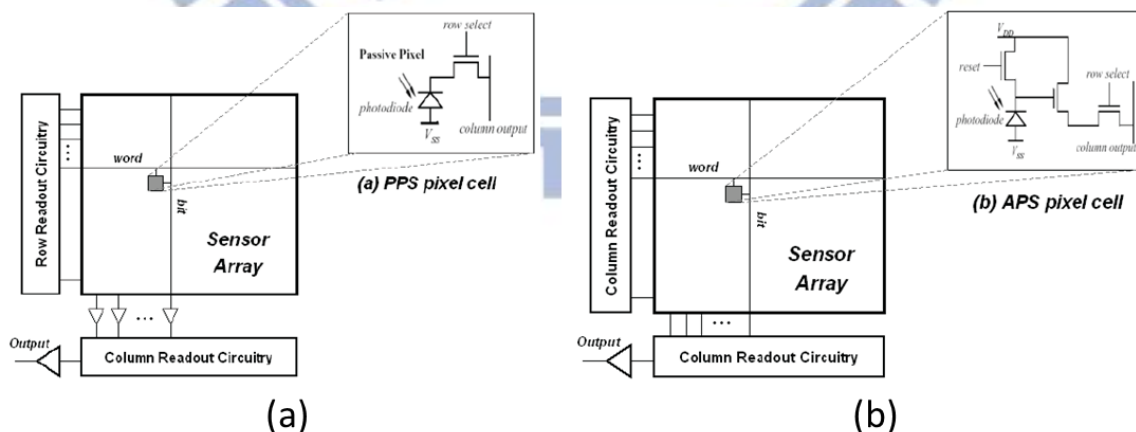 row select
Passive Pixel
photodiode
V_SS
column output
Row Readout Circuitry
word
bit
(a) PPS pixel cell
Sensor
Array
...
Output
Column Readout Circuitry
(a)
V_DD
reset
row select
photodiode
V_SS
column output
Column Readout Circuitry
word
bit
(b) APS pixel cell
Sensor
Array
...
Output
Column Readout Circuitry
(b)